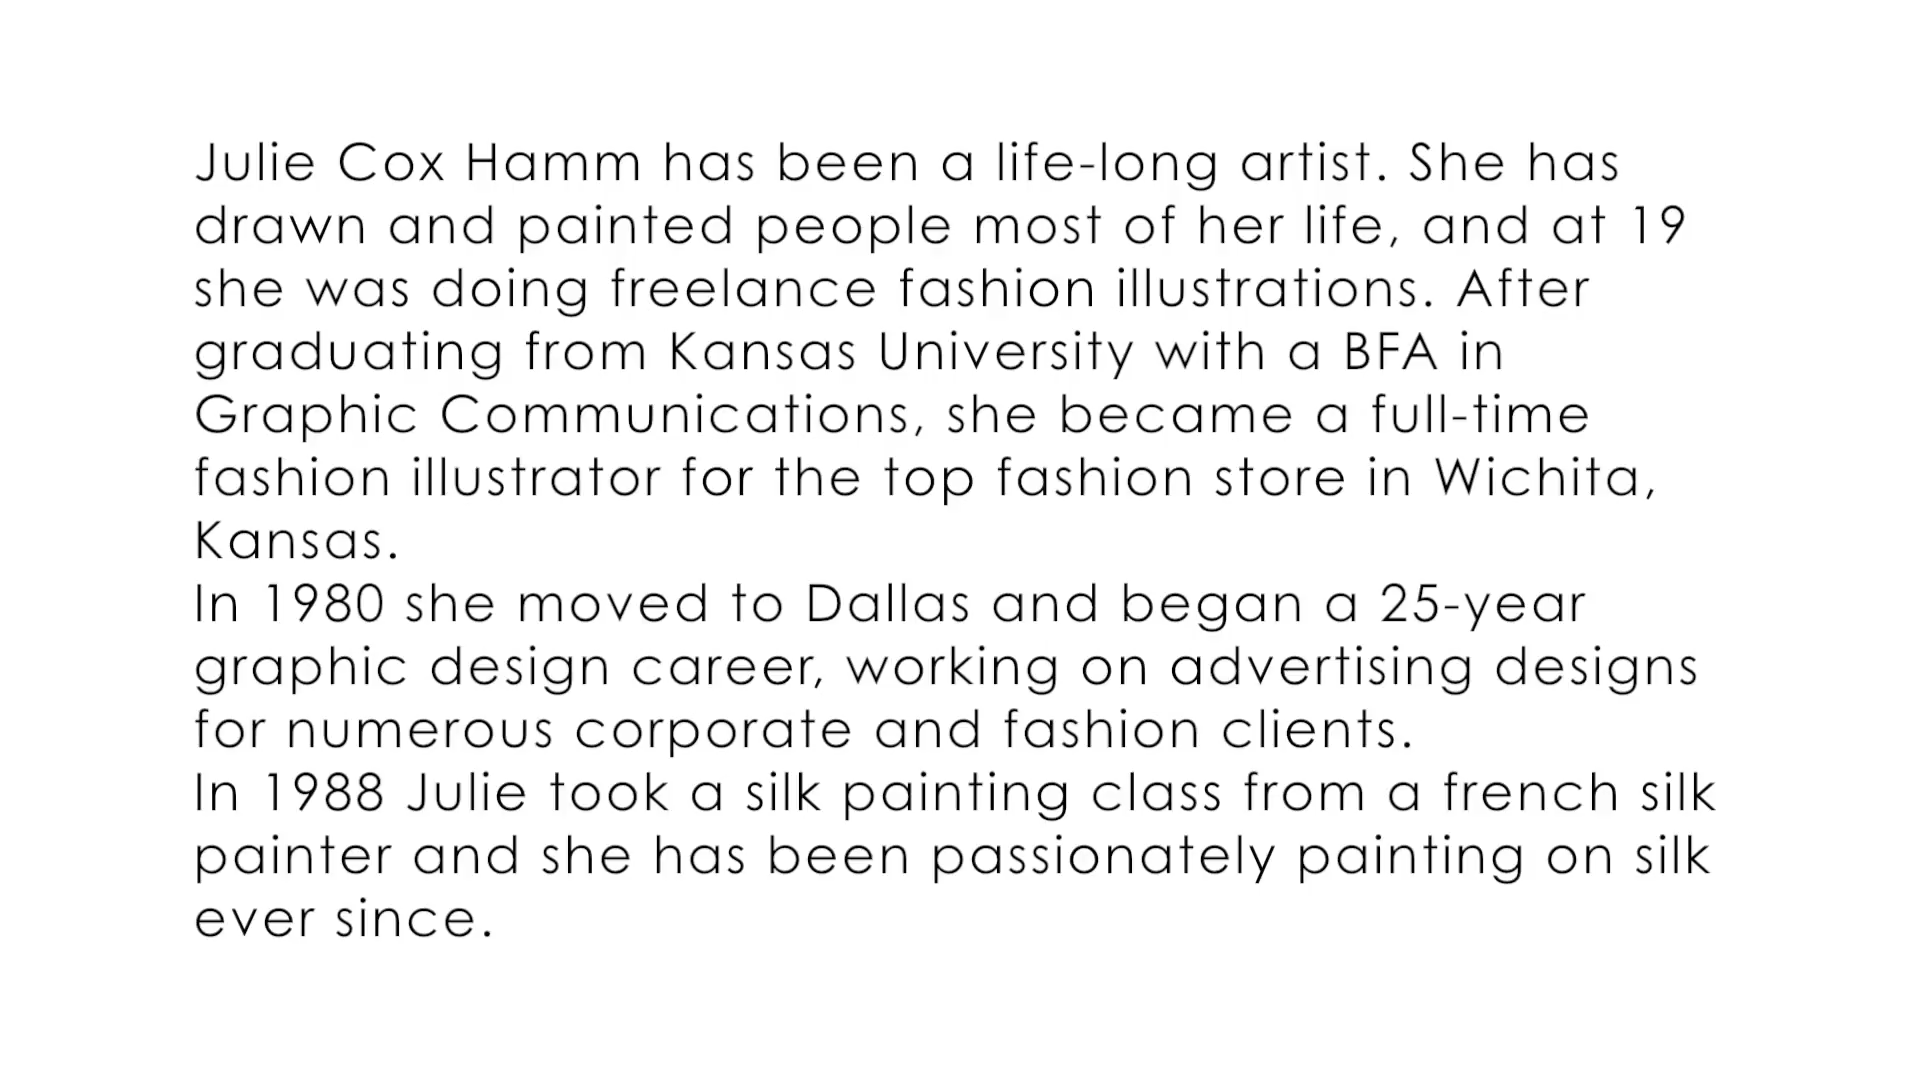 Julie Cox Hamm has been a life-long artist. She has
drawn and painted people most of her life, and at 19
she was doing freelance fashion illustrations. After
graduating from Kansas University with a BFA in
Graphic Communications, she became a full-time
fashion illustrator for the top fashion store in Wichita,
Kansas.
In 1980 she moved to Dallas and began a 25-year
graphic design career, working on advertising designs
for numerous corporate and fashion clients.
In 1988 Julie took a silk painting class from a french silk
painter and she has been passionately painting on silk
ever since.